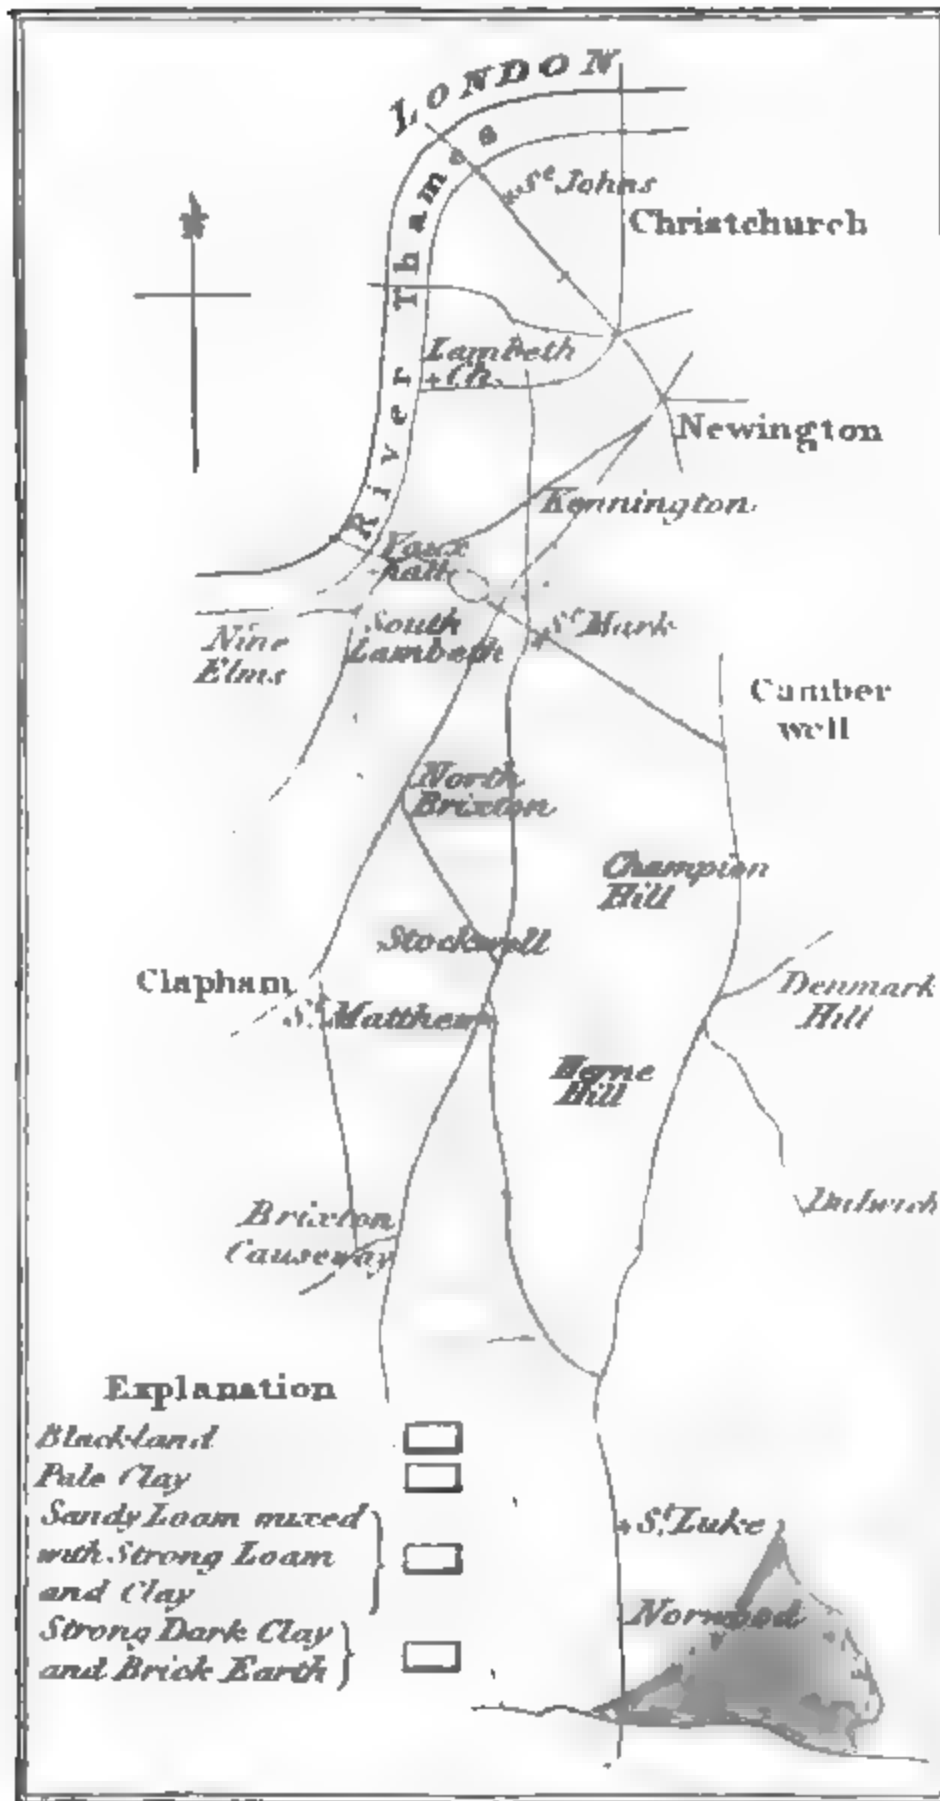 LONDON
River Thames
St Johns
Christchurch
Lambeth
Ch.
Newington
Kennington
Vaux
hall
Nine
Elms
South
Lambeth
St Mark
Camber
well
North
Brixton
Champion
Hill
Stockwell
Clapham
St Matthew
Denmark
Hill
Herne
Hill
Brixton
Causeway
Dulwich
Explanation
Blackland
Pale Clay
Sandy Loam mixed
with Strong Loam
and Clay
Strong Dark Clay
and Brick Earth
St Luke
Norwood